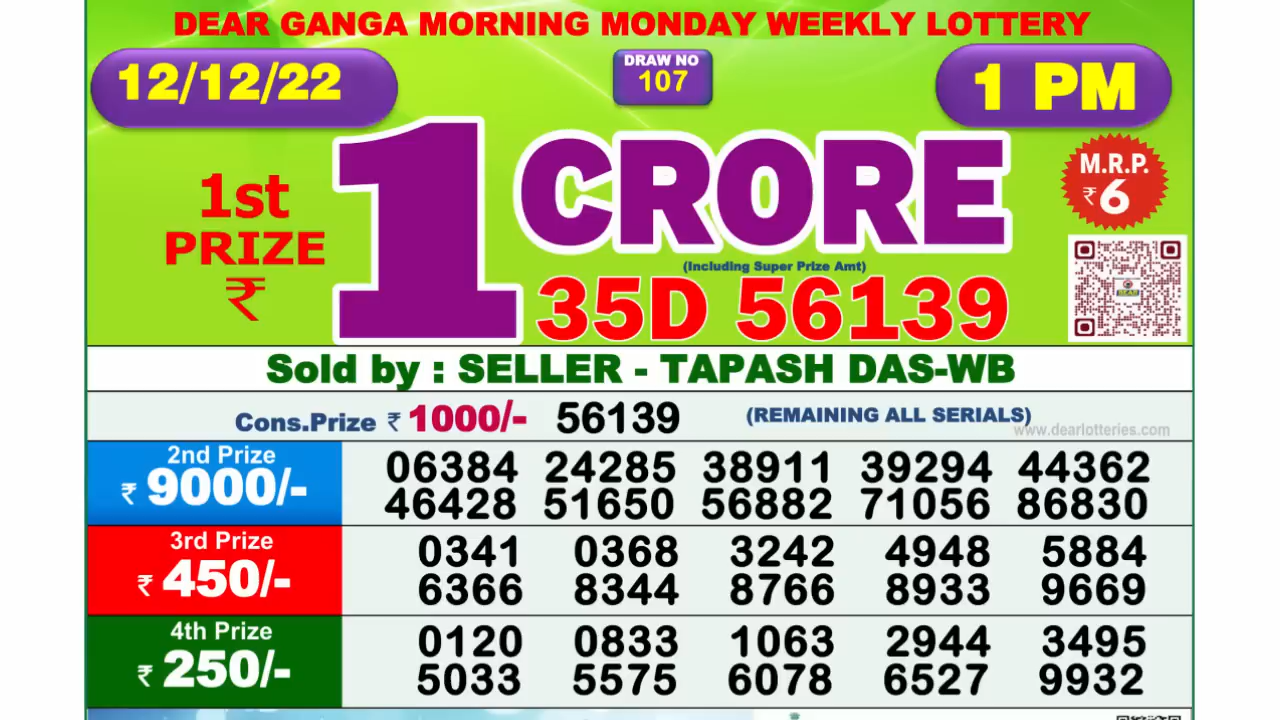 DEAR GANGA MORNING MONDAY WEEKLY LOTTERY
12/12/22
DRAW NO
107
1 PM
1st
PRIZE
₹
1 CRORE
(Including Super Prize Amt)
35D 56139
M.R.P.
₹ 6
Sold by : SELLER - TAPASH DAS-WB
Cons.Prize ₹ 1000/- 56139 (REMAINING ALL SERIALS)
www.dearlotteries.com
2nd Prize
₹ 9000/-
06384 24285 38911 39294 44362
46428 51650 56882 71056 86830
3rd Prize
₹ 450/-
0341 0368 3242 4948 5884
6366 8344 8766 8933 9669
4th Prize
₹ 250/-
0120 0833 1063 2944 3495
5033 5575 6078 6527 9932